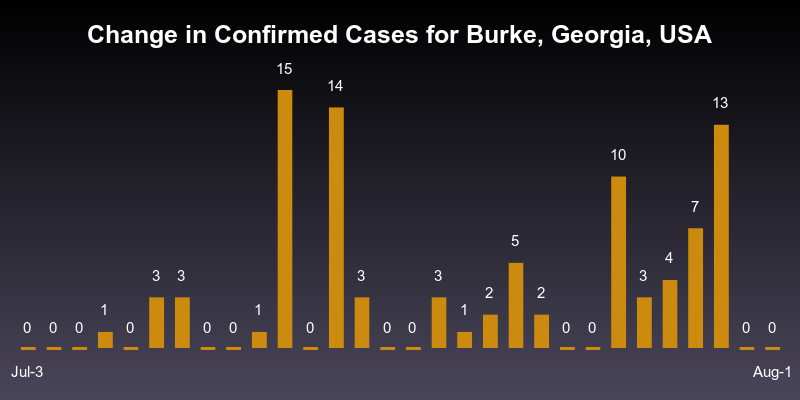 Change in Confirmed Cases for Burke, Georgia, USA
0 0 0 1 0 3 3 0 0 1 15 0 14 3 0 0 3 1 2 5 2 0 0 10 3 4 7 13 0 0
Jul-3 Aug-1